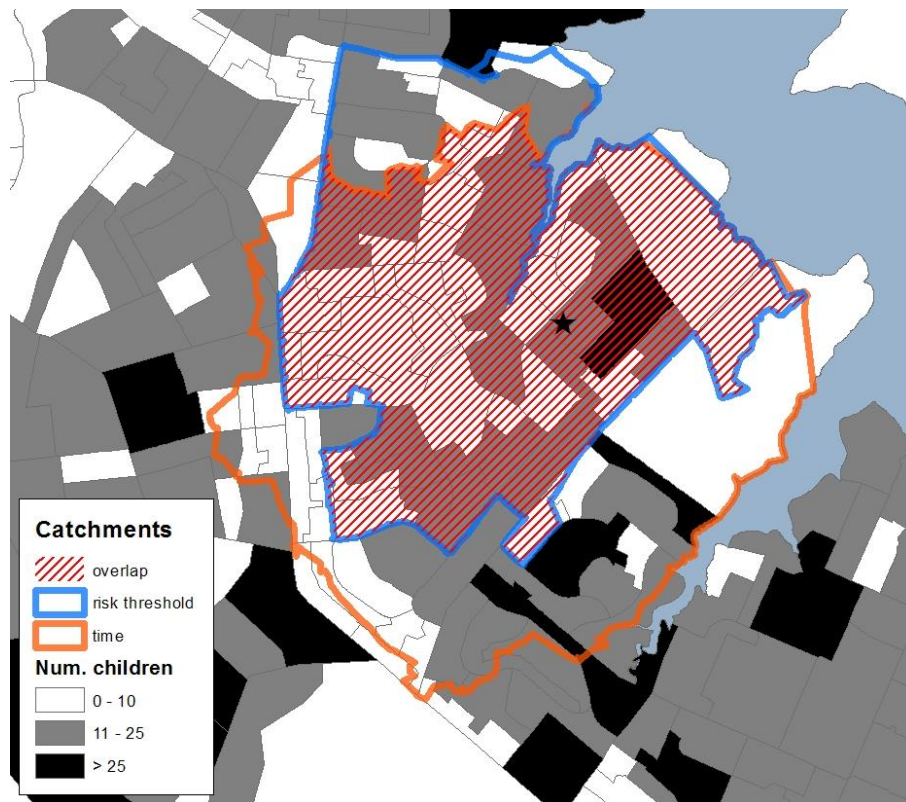 Catchments
overlap
risk threshold
time
Num. children
0 - 10
11 - 25
> 25